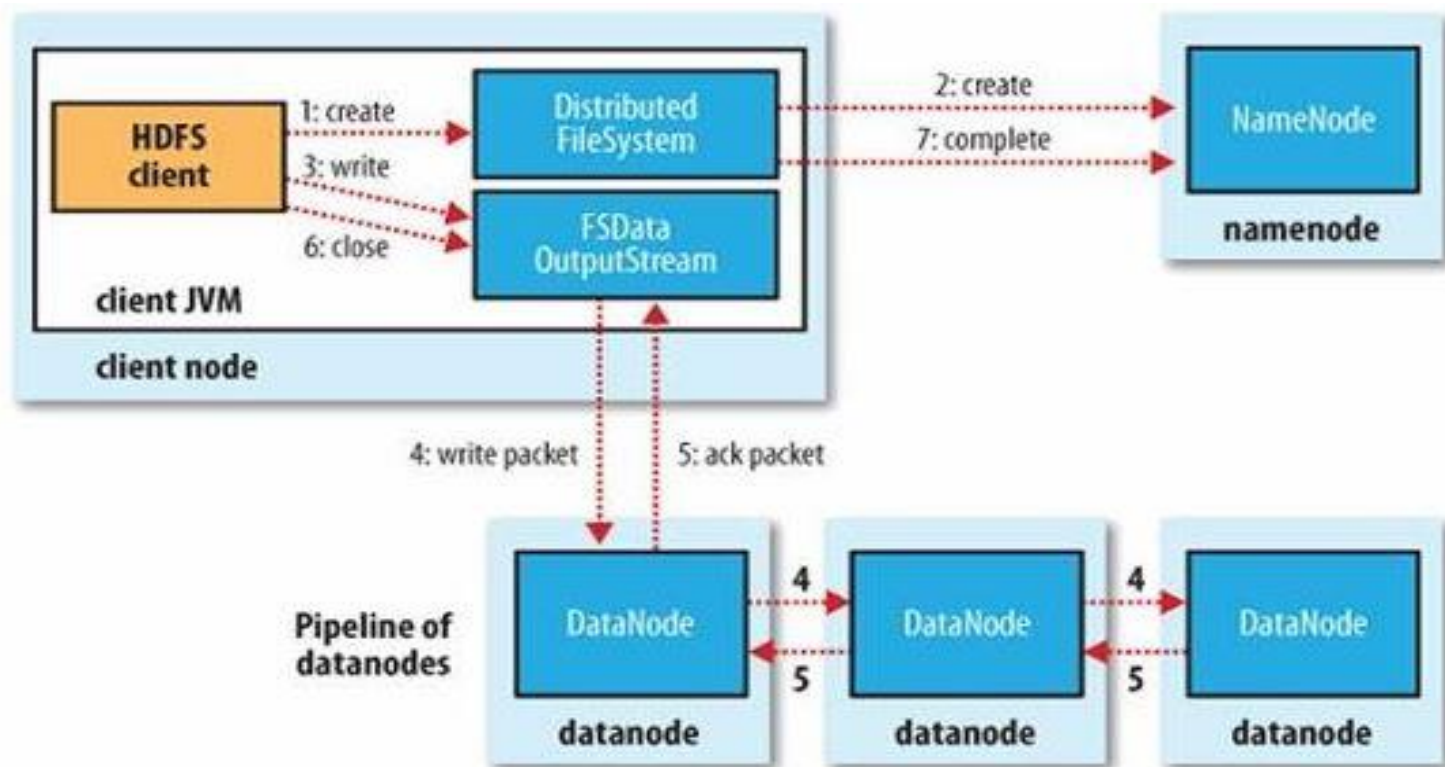 HDFS
client
1: create
3: write
6: close
Distributed
FileSystem
FSData
OutputStream
client JVM
client node
2: create
7: complete
NameNode
namenode
4: write packet
5: ack packet
Pipeline of
datanodes
DataNode
datanode
4
5
DataNode
datanode
4
5
DataNode
datanode